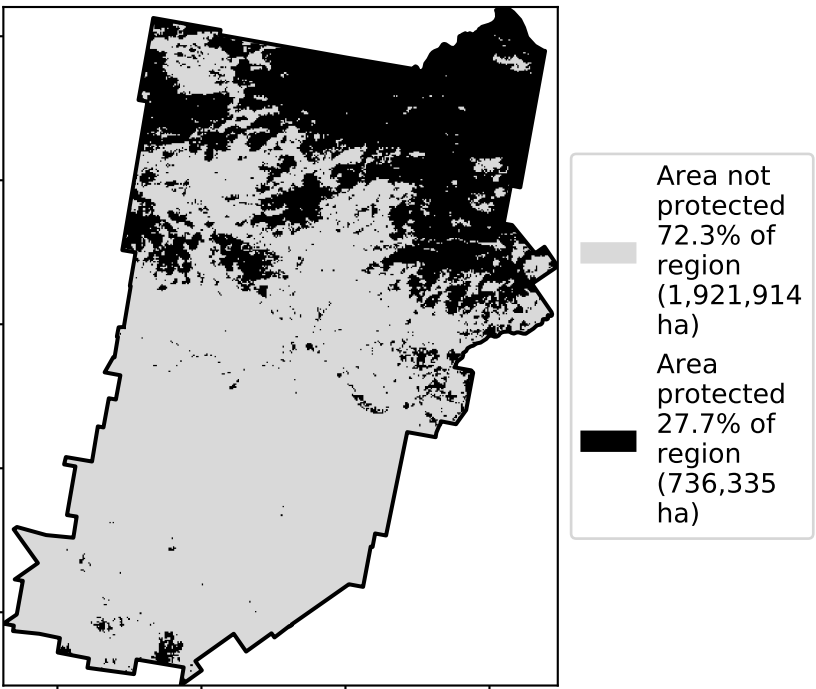 Area not
protected
72.3% of
region
(1,921,914
ha)
Area
protected
27.7% of
region
(736,335
ha)